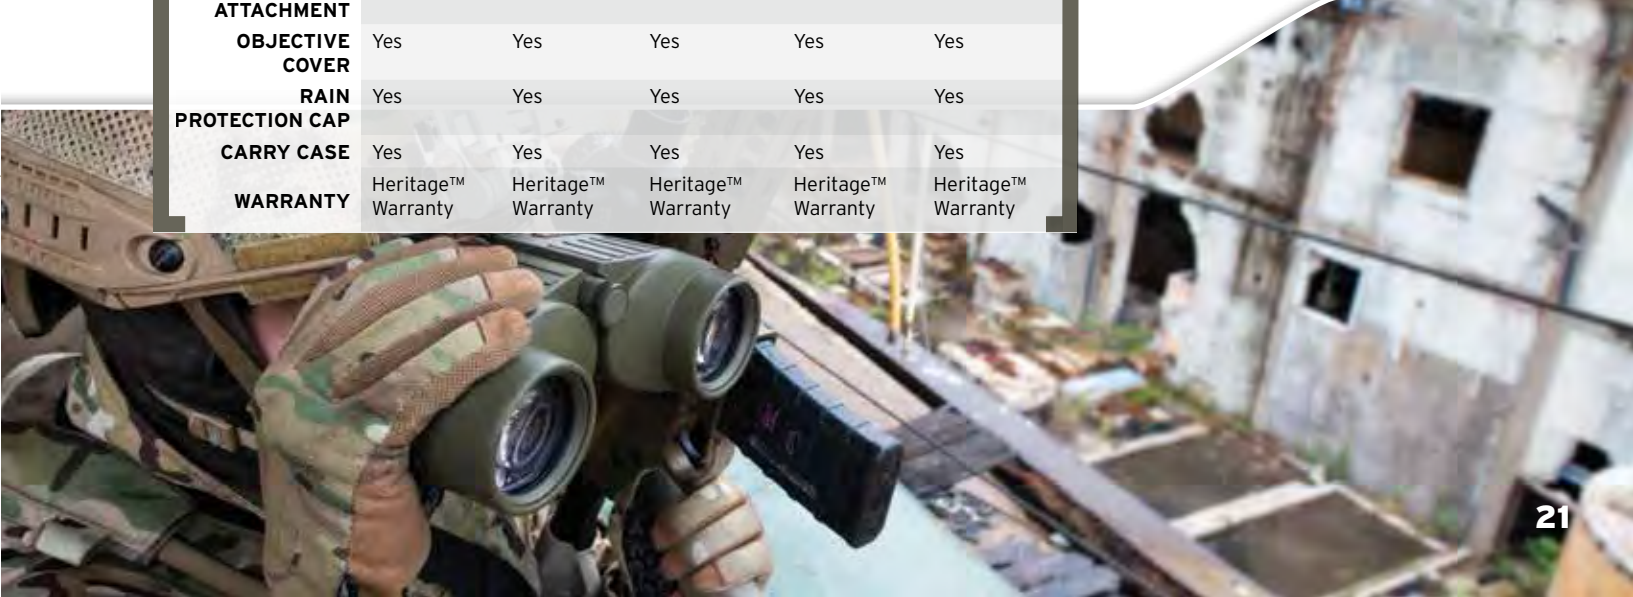 ATTACHMENT
OBJECTIVE COVER Yes Yes Yes Yes Yes
RAIN PROTECTION CAP Yes Yes Yes Yes Yes
CARRY CASE Yes Yes Yes Yes Yes
WARRANTY Heritage™ Warranty Heritage™ Warranty Heritage™ Warranty Heritage™ Warranty Heritage™ Warranty
21